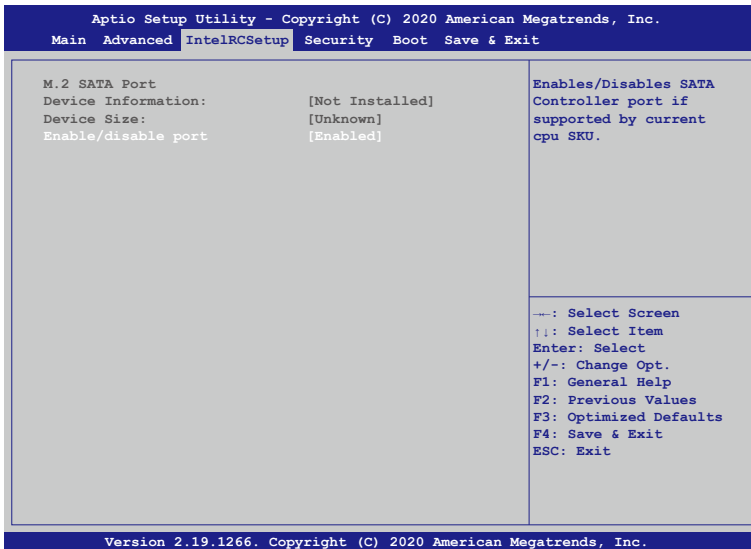 Aptio Setup Utility - Copyright (C) 2020 American Megatrends, Inc.
Main Advanced IntelRCSetup Security Boot Save & Exit
M.2 SATA Port
Device Information: [Not Installed]
Device Size: [Unknown]
Enable/disable port [Enabled]
Enables/Disables SATA
Controller port if
supported by current
cpu SKU.
→←: Select Screen
↑↓: Select Item
Enter: Select
+/-: Change Opt.
F1: General Help
F2: Previous Values
F3: Optimized Defaults
F4: Save & Exit
ESC: Exit
Version 2.19.1266. Copyright (C) 2020 American Megatrends, Inc.